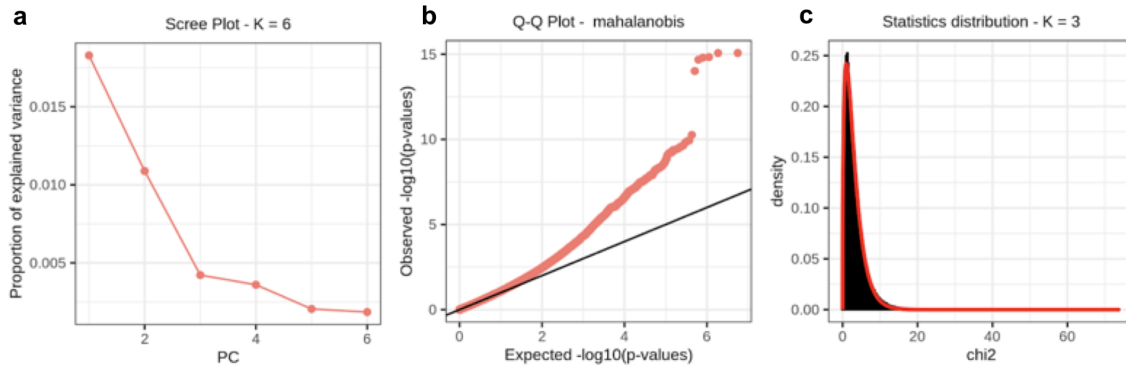 a
Scree Plot - K = 6
Proportion of explained variance
0.015
0.010
0.005
2
4
6
PC
b
Q-Q Plot -  mahalanobis
Observed -log10(p-values)
15
10
5
0
0
2
4
6
Expected -log10(p-values)
c
Statistics distribution - K = 3
density
0.25
0.20
0.15
0.10
0.05
0.00
0
20
40
60
chi2